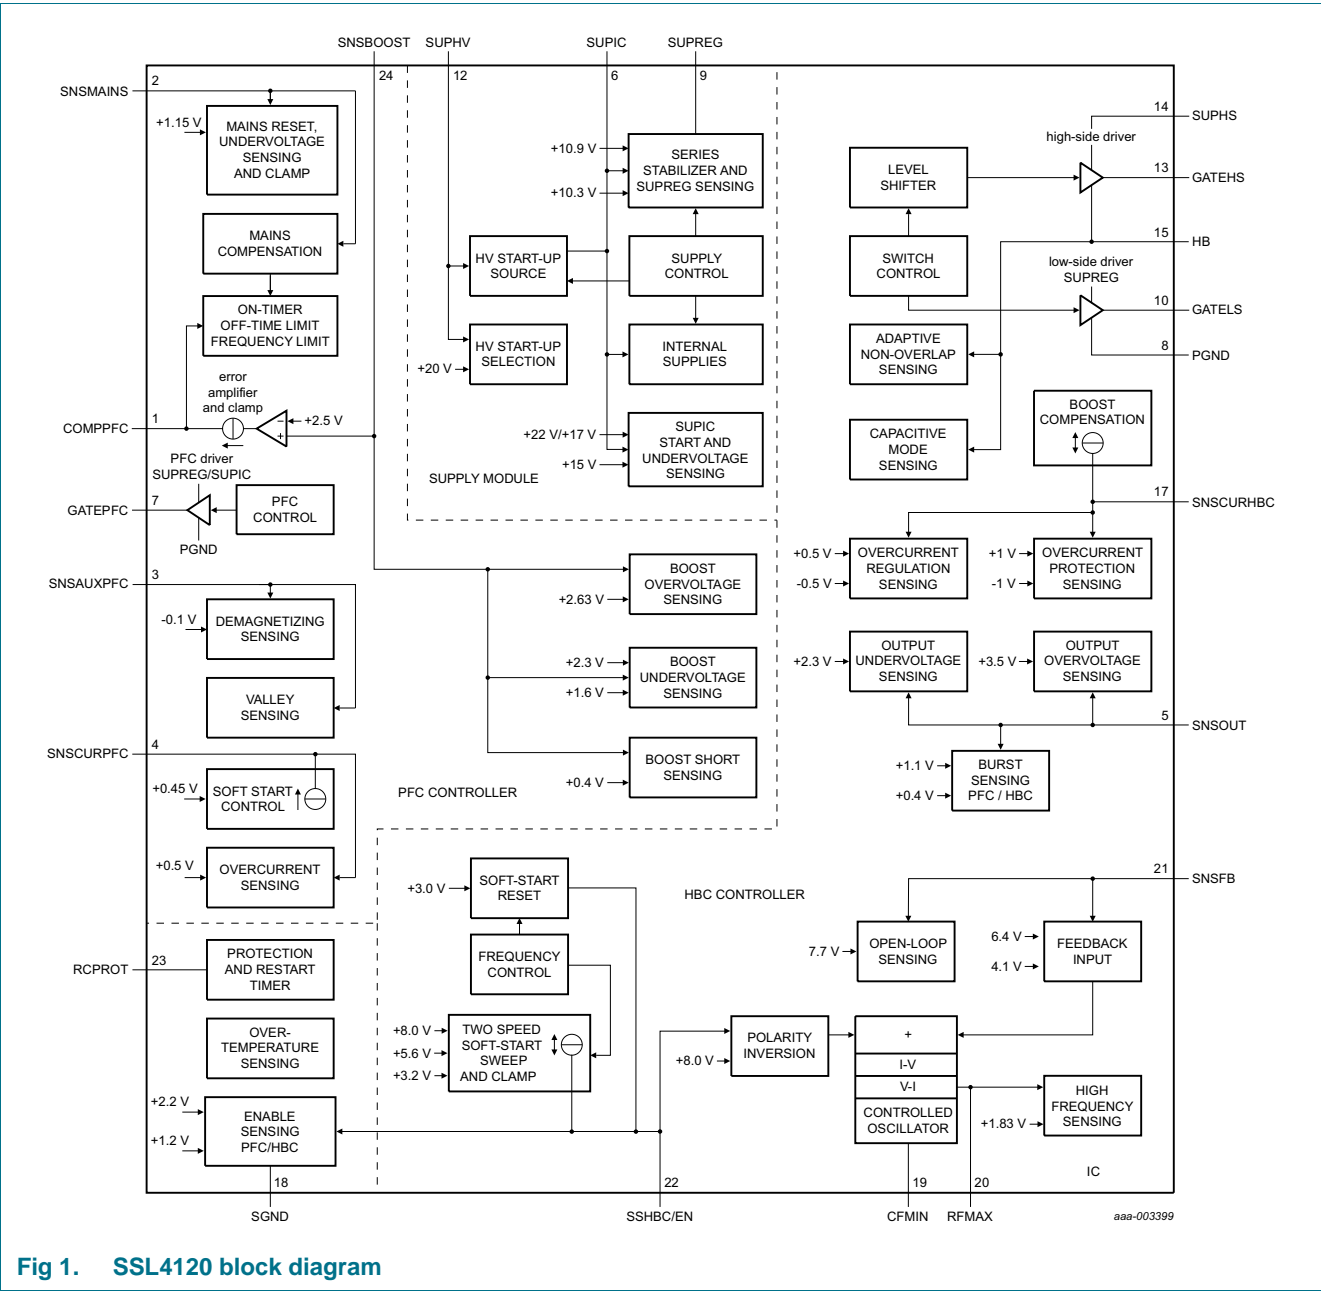 SNSBOOST
SUPHV
SUPIC
SUPREG
24
12
6
9
SNSMAINS
2
+1.15 V
MAINS RESET,
UNDERVOLTAGE
SENSING
AND CLAMP
MAINS
COMPENSATION
ON-TIMER
OFF-TIME LIMIT
FREQUENCY LIMIT
error
amplifier
and clamp
COMPPFC
1
−
+
+2.5 V
PFC driver
SUPREG/SUPIC
GATEPFC
7
PFC
CONTROL
PGND
SNSAUXPFC
3
-0.1 V
DEMAGNETIZING
SENSING
VALLEY
SENSING
SNSCURPFC
4
+0.45 V
SOFT START
CONTROL
+0.5 V
OVERCURRENT
SENSING
RCPROT
23
PROTECTION
AND RESTART
TIMER
OVER-
TEMPERATURE
SENSING
+2.2 V
+1.2 V
ENABLE
SENSING
PFC/HBC
18
SGND
+10.9 V
+10.3 V
SERIES
STABILIZER AND
SUPREG SENSING
HV START-UP
SOURCE
SUPPLY
CONTROL
HV START-UP
SELECTION
+20 V
INTERNAL
SUPPLIES
+22 V/+17 V
+15 V
SUPIC
START AND
UNDERVOLTAGE
SENSING
SUPPLY MODULE
BOOST
OVERVOLTAGE
SENSING
+2.63 V
+2.3 V
+1.6 V
BOOST
UNDERVOLTAGE
SENSING
BOOST SHORT
SENSING
+0.4 V
PFC CONTROLLER
14
SUPHS
high-side driver
LEVEL
SHIFTER
13
GATEHS
15
HB
SWITCH
CONTROL
low-side driver
SUPREG
10
GATELS
8
PGND
ADAPTIVE
NON-OVERLAP
SENSING
CAPACITIVE
MODE
SENSING
BOOST
COMPENSATION
17
SNSCURHBC
+0.5 V
-0.5 V
OVERCURRENT
REGULATION
SENSING
+1 V
-1 V
OVERCURRENT
PROTECTION
SENSING
+2.3 V
OUTPUT
UNDERVOLTAGE
SENSING
+3.5 V
OUTPUT
OVERVOLTAGE
SENSING
5
SNSOUT
+1.1 V
+0.4 V
BURST
SENSING
PFC / HBC
+3.0 V
SOFT-START
RESET
HBC CONTROLLER
FREQUENCY
CONTROL
+8.0 V
+5.6 V
+3.2 V
TWO SPEED
SOFT-START
SWEEP
AND CLAMP
21
SNSFB
7.7 V
OPEN-LOOP
SENSING
6.4 V
4.1 V
FEEDBACK
INPUT
+8.0 V
POLARITY
INVERSION
+
I-V
V-I
CONTROLLED
OSCILLATOR
+1.83 V
HIGH
FREQUENCY
SENSING
IC
22
19
20
SSHBC/EN
CFMIN
RFMAX
aaa-003399
Fig 1. SSL4120 block diagram